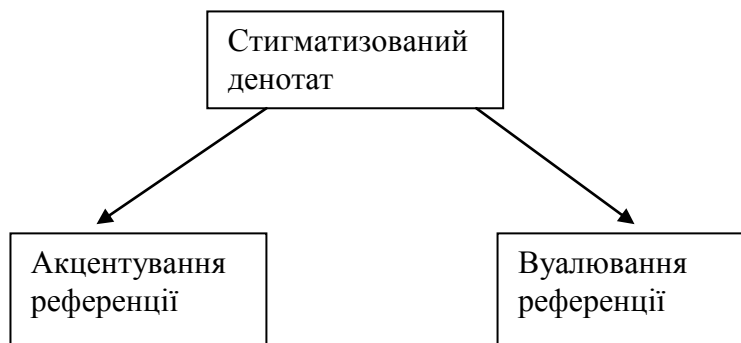 Стигматизований
денотат
Акцентування
референції
Вуалювання
референції